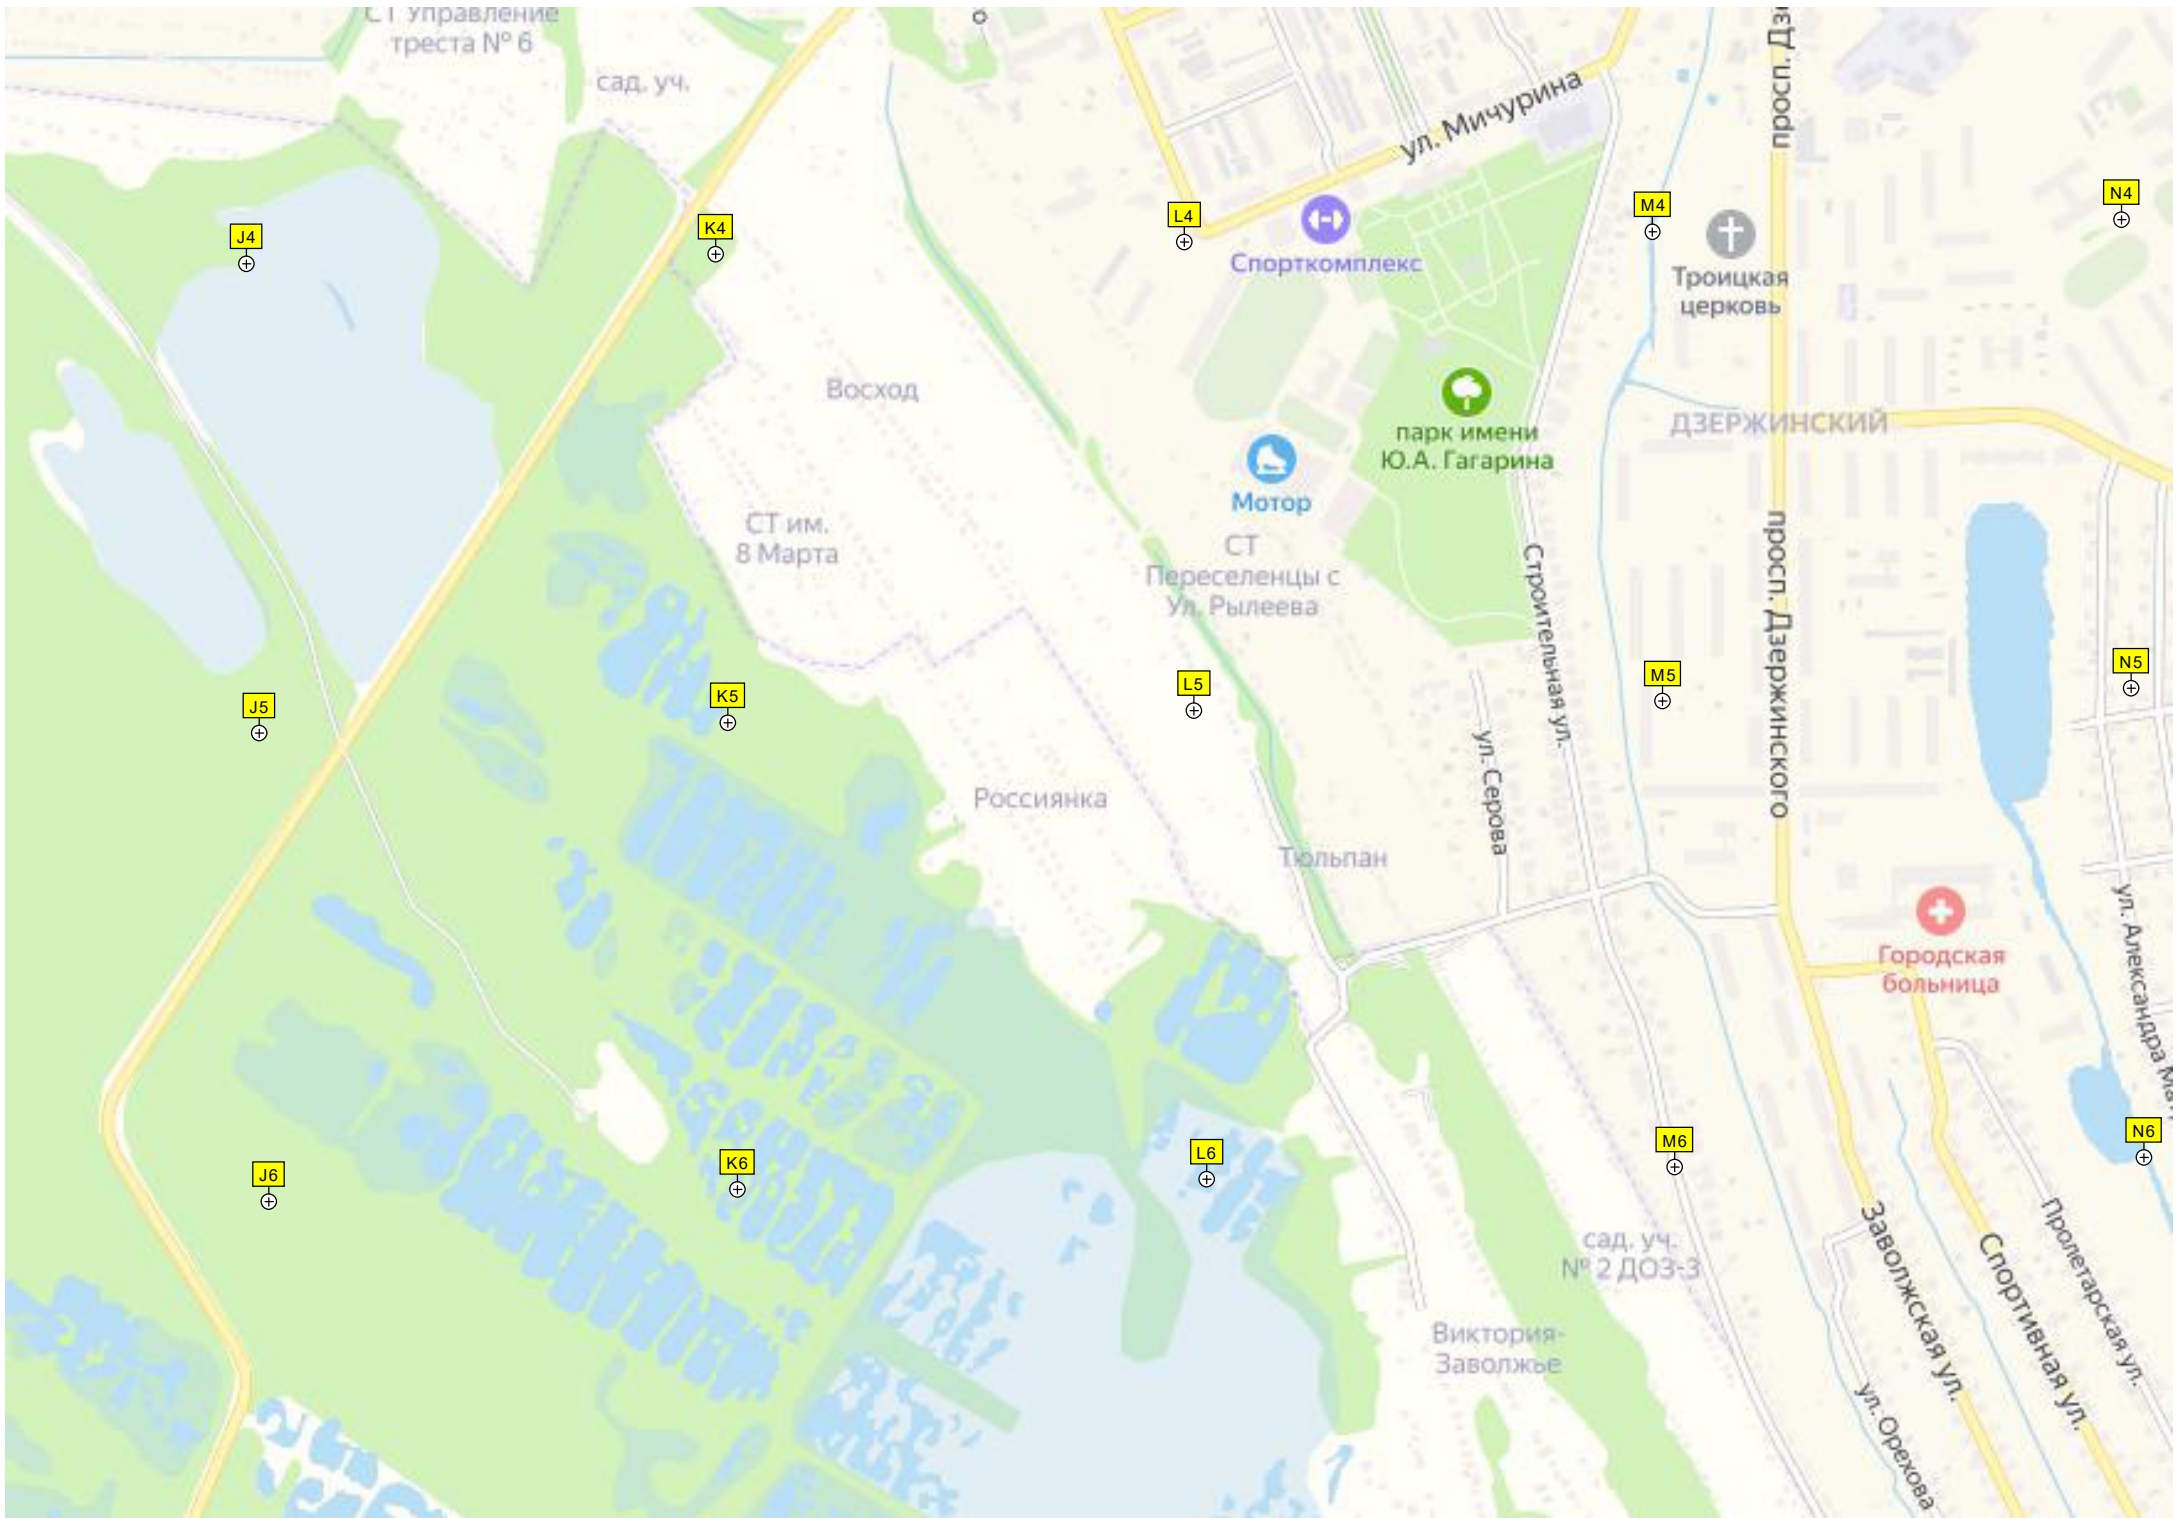 СТ Управление
треста № 6
сад. уч.
ул. Мичурина
просп. Дзе
J4
K4
L4
M4
N4
Спорткомплекс
Троицкая
церковь
Восход
парк имени
Ю.А. Гагарина
ДЗЕРЖИНСКИЙ
Мотор
СТ им.
8 Марта
СТ
Переселенцы с
Ул. Рылеева
Строительная ул.
просп. Дзержинского
J5
K5
L5
M5
N5
ул. Серова
Россиянка
Тюльпан
Городская
больница
ул. Александра Мат
J6
K6
L6
M6
N6
сад. уч.
№ 2 ДОЗ-3
Заволжская ул.
Спортивная ул.
Пролетарская ул.
Виктория-
Заволжье
ул. Орехова